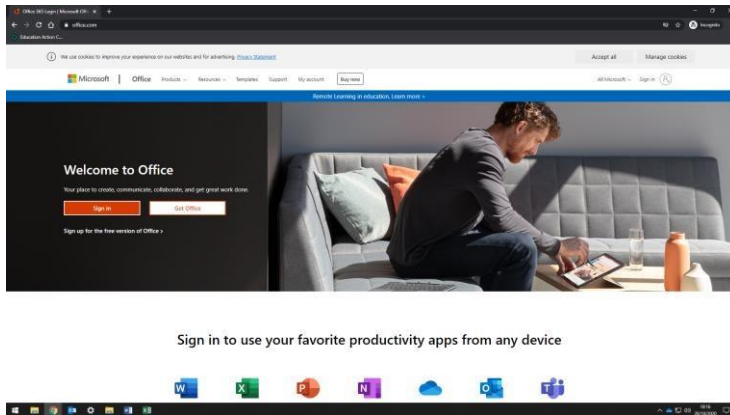 Office 365 Login | Microsoft Off
office.com
Incognito
Education Action C...
We use cookies to improve your experience on our websites and for advertising. Privacy Statement
Accept all
Manage cookies
Microsoft | Office Products Resources Templates Support My account Buy now
All Microsoft Sign in
Remote Learning in education. Learn more >
Welcome to Office
Your place to create, communicate, collaborate, and get great work done.
Sign in
Get Office
Sign up for the free version of Office >
Sign in to use your favorite productivity apps from any device
W X P N O T